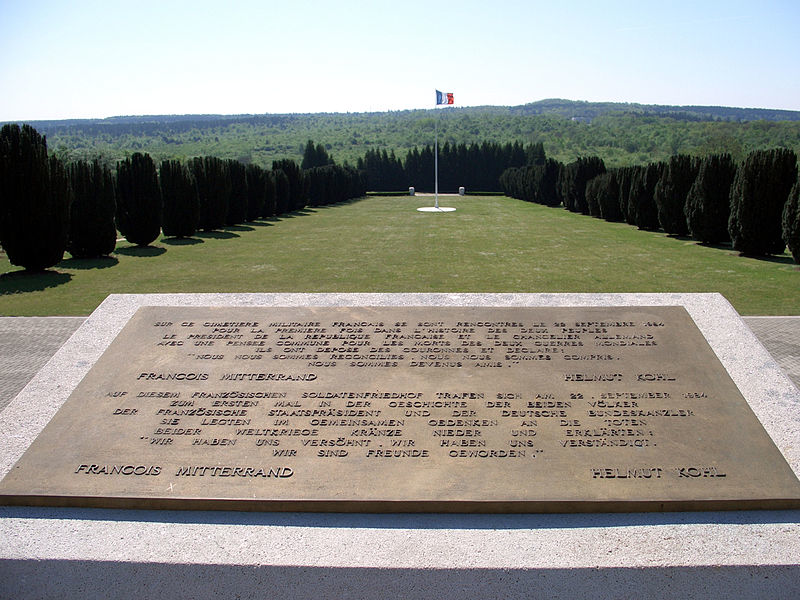 SUR CE CIMETIERE MILITAIRE FRANCAIS SE SONT RENCONTRES LE 22 SEPTEMBRE 1984
POUR LA PREMIERE FOIS DANS L'HISTOIRE DES DEUX PEUPLES
LE PRESIDENT DE LA REPUBLIQUE FRANCAISE ET LE CHANCELIER ALLEMAND
AVEC UNE PENSEE COMMUNE POUR LES MORTS DES DEUX GUERRES MONDIALES
ILS ONT DEPOSE DES COURONNES ET DECLARE:
"NOUS NOUS SOMMES RECONCILIES. NOUS NOUS SOMMES COMPRIS.
NOUS SOMMES DEVENUS AMIS."
FRANCOIS MITTERRAND HELMUT KOHL
AUF DIESEM FRANZÖSISCHEN SOLDATENFRIEDHOF TRAFEN SICH AM 22. SEPTEMBER 1984
ZUM ERSTEN MAL IN DER GESCHICHTE DER BEIDEN VÖLKER
DER FRANZÖSISCHE STAATSPRÄSIDENT UND DER DEUTSCHE BUNDESKANZLER
SIE LEGTEN IM GEMEINSAMEN GEDENKEN AN DIE TOTEN
BEIDER WELTKRIEGE KRÄNZE NIEDER UND ERKLÄRTEN:
"WIR HABEN UNS VERSÖHNT. WIR HABEN UNS VERSTÄNDIGT.
WIR SIND FREUNDE GEWORDEN."
FRANCOIS MITTERRAND HELMUT KOHL